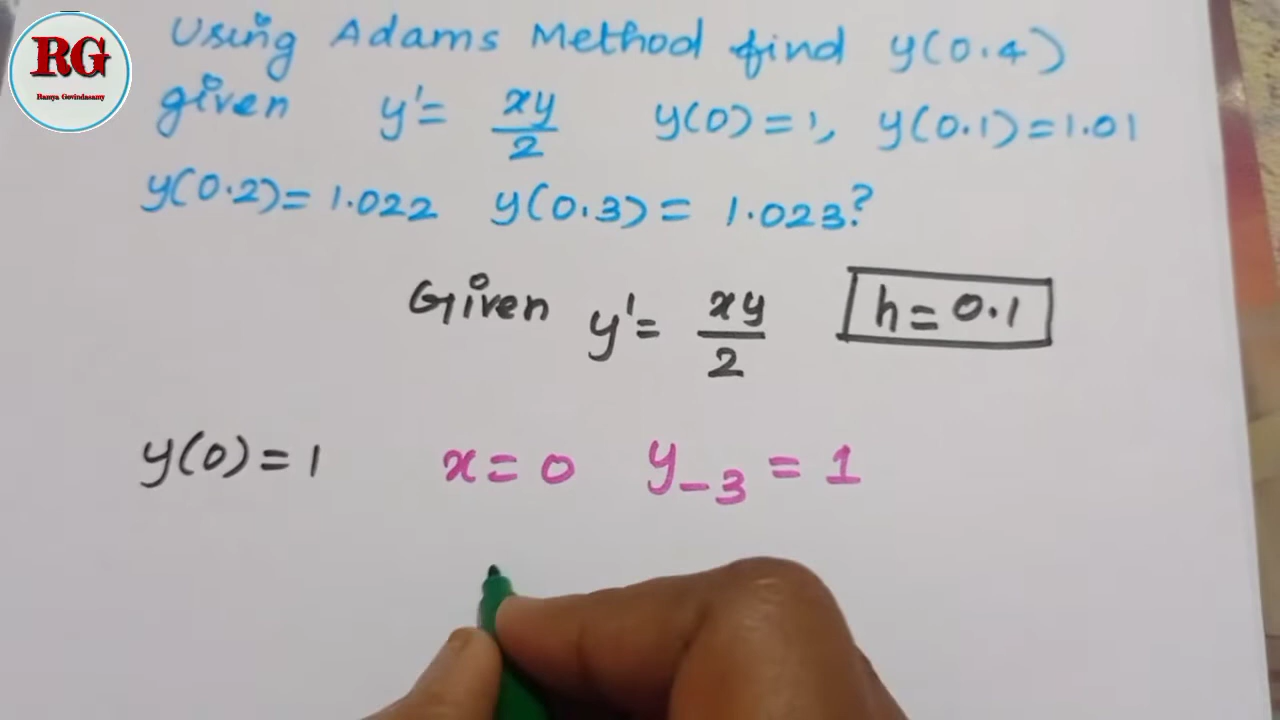 RG
Ramya Govindasamy
Using Adams Method find y(0.4)
given y' = xy/2 y(0) = 1, y(0.1) = 1.01
y(0.2) = 1.022 y(0.3) = 1.023?
Given y' = xy/2 h = 0.1
y(0) = 1 x = 0 y₋₃ = 1